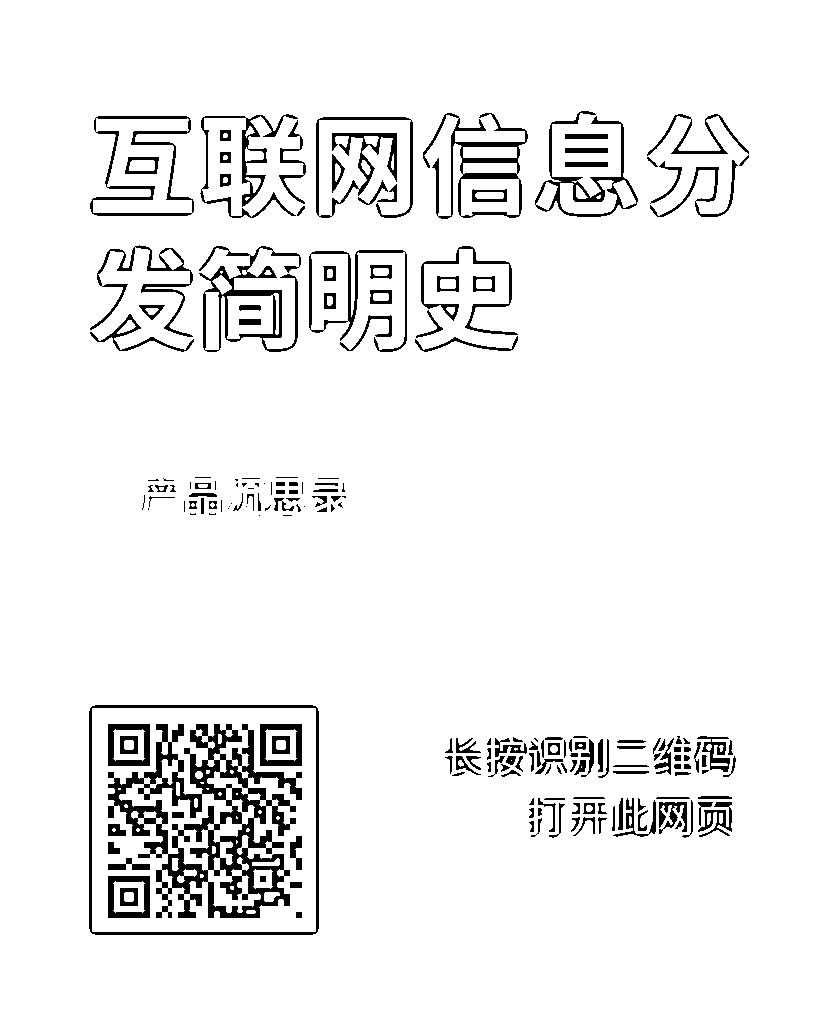 互联网信息分
发简明史
产品沉思录
长按识别二维码
打开此网页